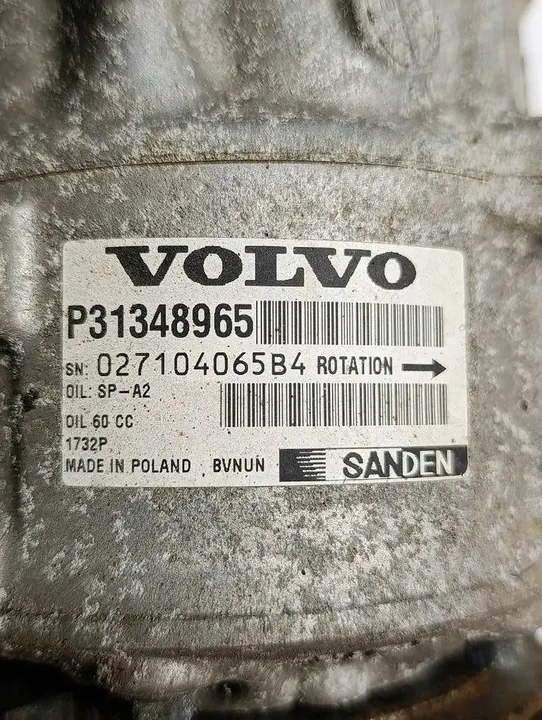 VOLVO
P31348965
SN: 027104065B4 ROTATION →
OIL: SP-A2
OIL 60 CC
1732P
MADE IN POLAND BVNUN SANDEN